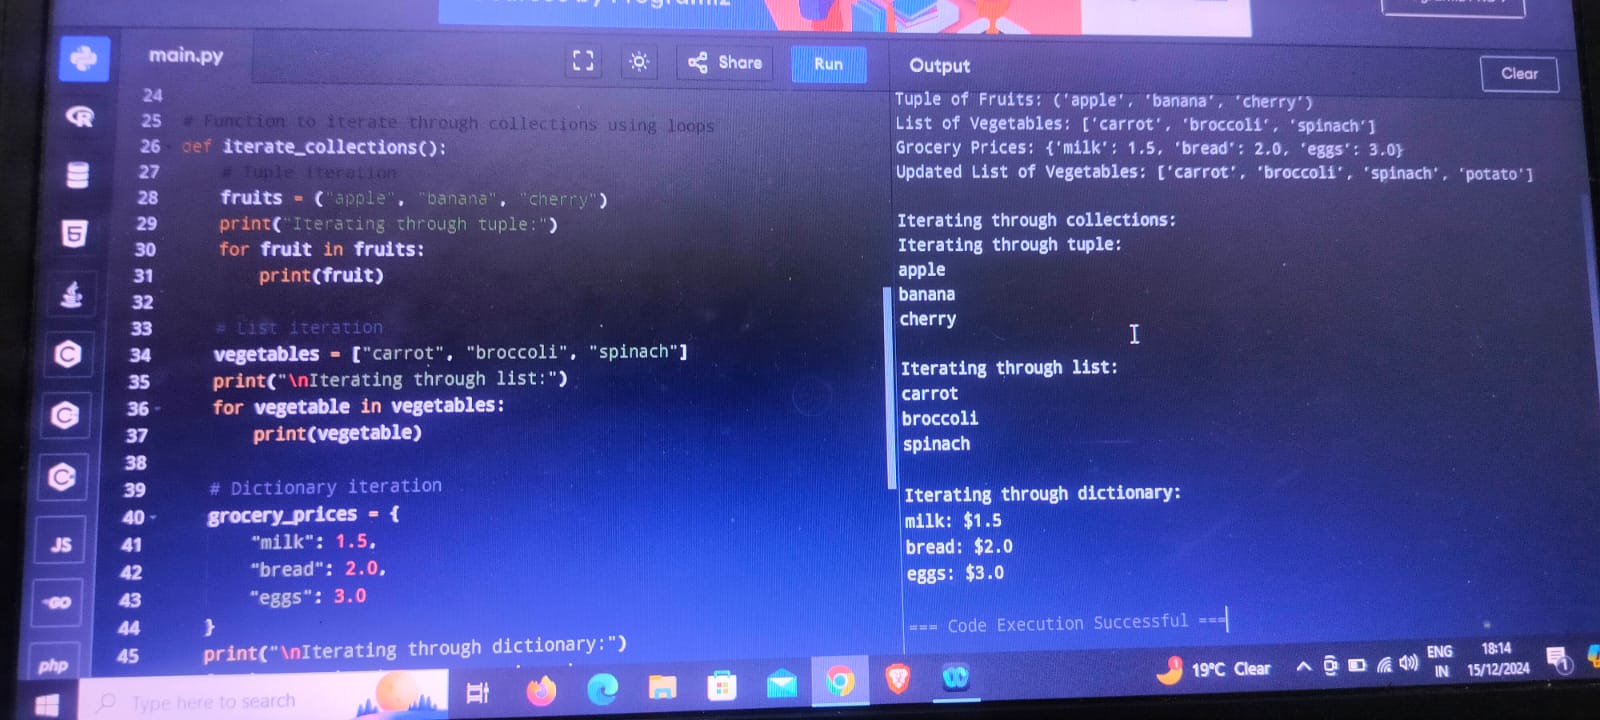 main.py
Share
Run
Output
Clear
24
25 # Function to iterate through collections using loops
26 def iterate_collections():
27 # Tuple iteration
28 fruits = ("apple", "banana", "cherry")
29 print("Iterating through tuple:")
30 for fruit in fruits:
31 print(fruit)
32
33 # List iteration
34 vegetables = ["carrot", "broccoli", "spinach"]
35 print("\nIterating through list:")
36 for vegetable in vegetables:
37 print(vegetable)
38
39 # Dictionary iteration
40 grocery_prices = {
41 "milk": 1.5,
42 "bread": 2.0,
43 "eggs": 3.0
44 }
45 print("\nIterating through dictionary:")
Tuple of Fruits: ('apple', 'banana', 'cherry')
List of Vegetables: ['carrot', 'broccoli', 'spinach']
Grocery Prices: {'milk': 1.5, 'bread': 2.0, 'eggs': 3.0}
Updated List of Vegetables: ['carrot', 'broccoli', 'spinach', 'potato']
Iterating through collections:
Iterating through tuple:
apple
banana
cherry
Iterating through list:
carrot
broccoli
spinach
Iterating through dictionary:
milk: $1.5
bread: $2.0
eggs: $3.0
=== Code Execution Successful ===
R
5
C
C
C
JS
GO
php
Type here to search
1
19°C Clear
ENG
IN
18:14
15/12/2024
1